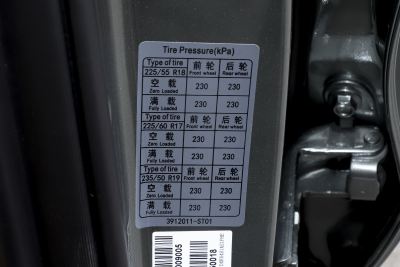 Tire Pressure(kPa)
Type of tire 前 轮 后 轮
225/55 R18 Front wheel Rear wheel
空 载 230 230
Zero Loaded
满 载 230 230
Fully Loaded
Type of tire 前 轮 后 轮
225/60 R17 Front wheel Rear wheel
空 载 230 230
Zero Loaded
满 载 230 230
Fully Loaded
Type of tire 前 轮 后 轮
235/50 R19 Front wheel Rear wheel
空 载 230 230
Zero Loaded
满 载 230 230
Fully Loaded
3912011-ST01